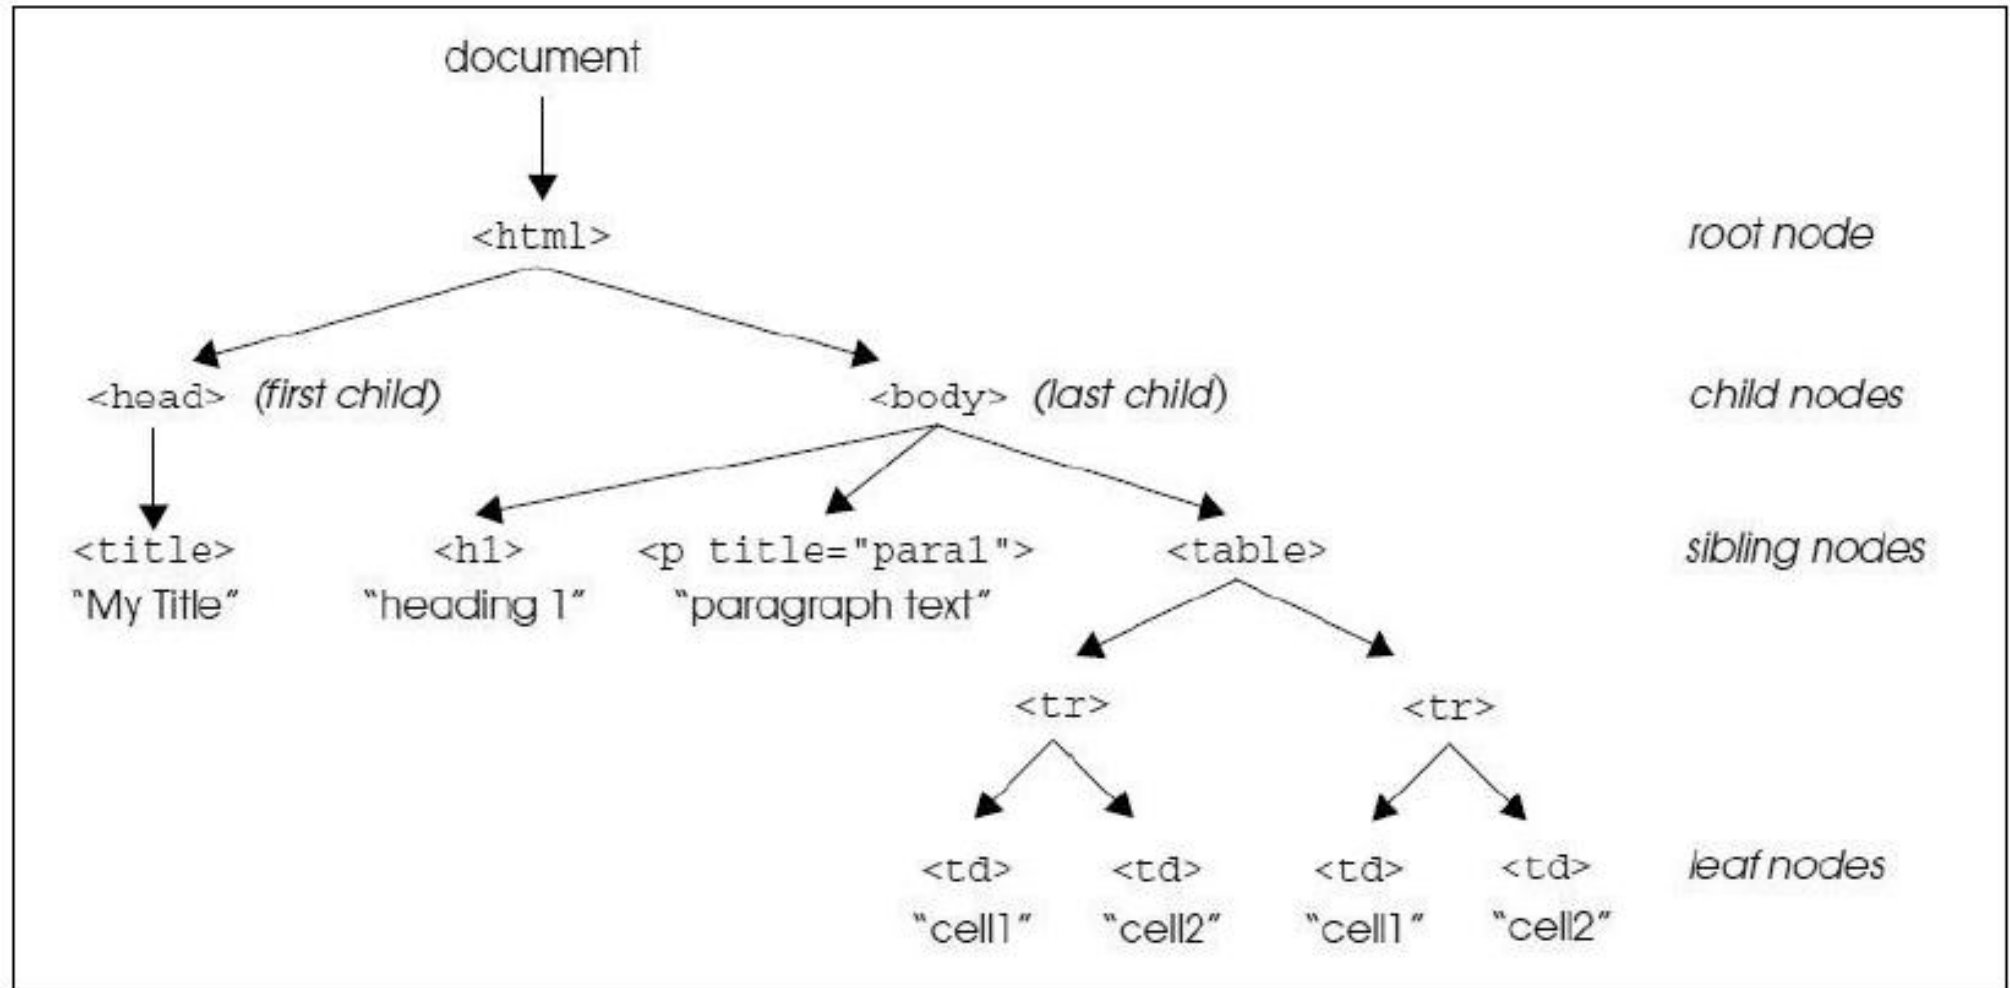 document
<html> root node
<head> (first child) <body> (last child) child nodes
<title> <h1> <p title="para1"> <table> sibling nodes
“My Title” “heading 1” “paragraph text”
<tr> <tr>
<td> <td> <td> <td> leaf nodes
“cell1” “cell2” “cell1” “cell2”